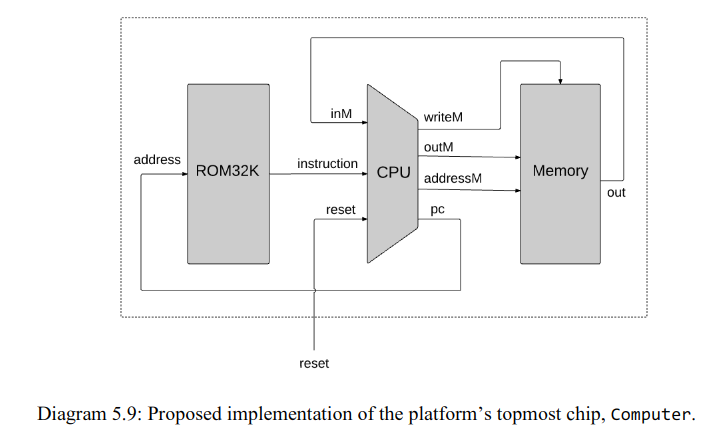 inM
writeM
outM
address
ROM32K
instruction
CPU
addressM
Memory
out
reset
pc
reset
Diagram 5.9: Proposed implementation of the platform’s topmost chip, Computer.